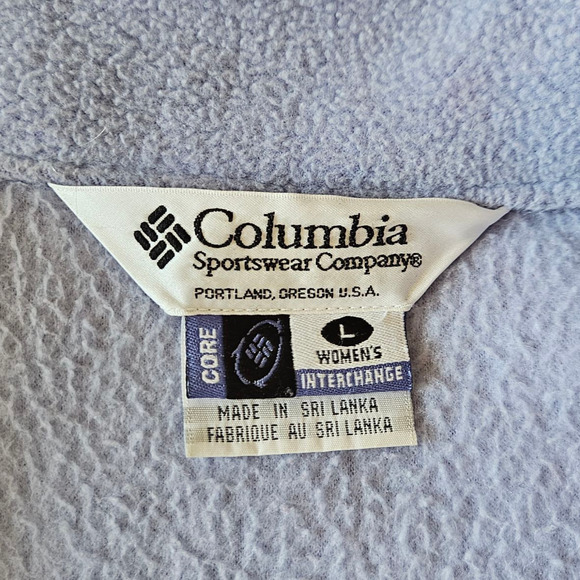 Columbia
Sportswear Company®
PORTLAND, OREGON U.S.A.
CORE
L
WOMEN'S
INTERCHANGE
MADE IN SRI LANKA
FABRIQUE AU SRI LANKA